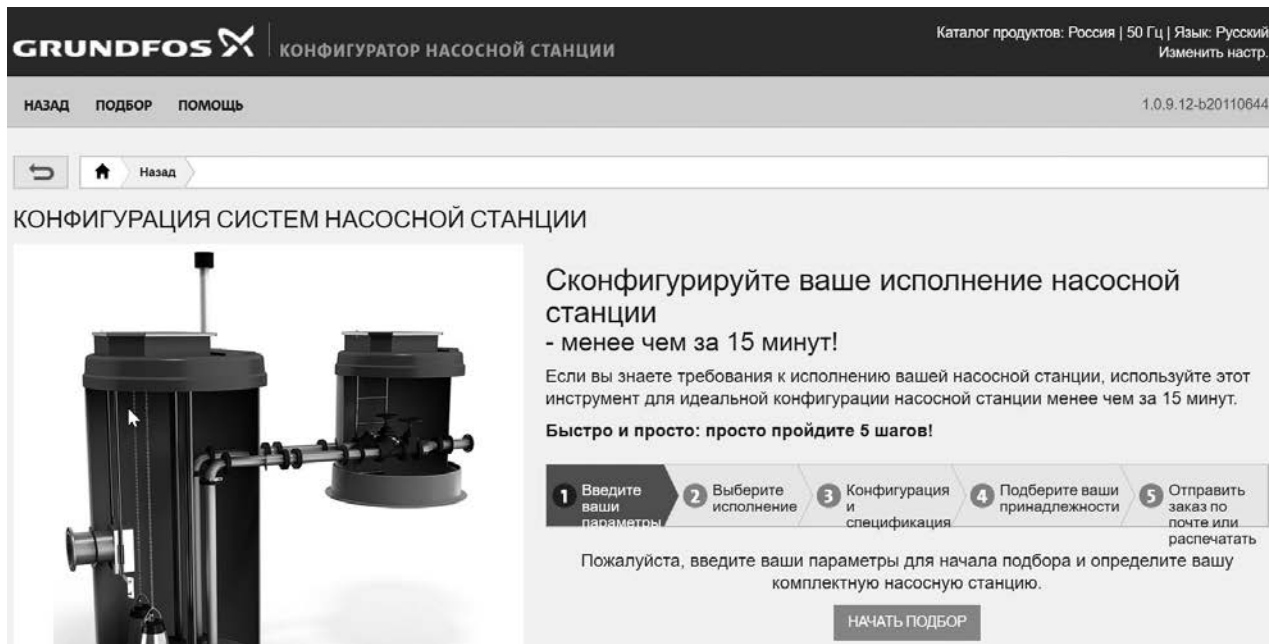 GRUNDFOS КОНФИГУРАТОР НАСОСНОЙ СТАНЦИИ
Каталог продуктов: Россия | 50 Гц | Язык: Русский
Изменить настр.
НАЗАД ПОДБОР ПОМОЩЬ
1.0.9.12-b20110644
Назад
КОНФИГУРАЦИЯ СИСТЕМ НАСОСНОЙ СТАНЦИИ
Сконфигурируйте ваше исполнение насосной
станции
- менее чем за 15 минут!
Если вы знаете требования к исполнению вашей насосной станции, используйте этот
инструмент для идеальной конфигурации насосной станции менее чем за 15 минут.
Быстро и просто: просто пройдите 5 шагов!
1 Введите
ваши
параметры
2 Выберите
исполнение
3 Конфигурация
и
спецификация
4 Подберите ваши
принадлежности
5 Отправить
заказ по
почте или
распечатать
Пожалуйста, введите ваши параметры для начала подбора и определите вашу
комплектную насосную станцию.
НАЧАТЬ ПОДБОР